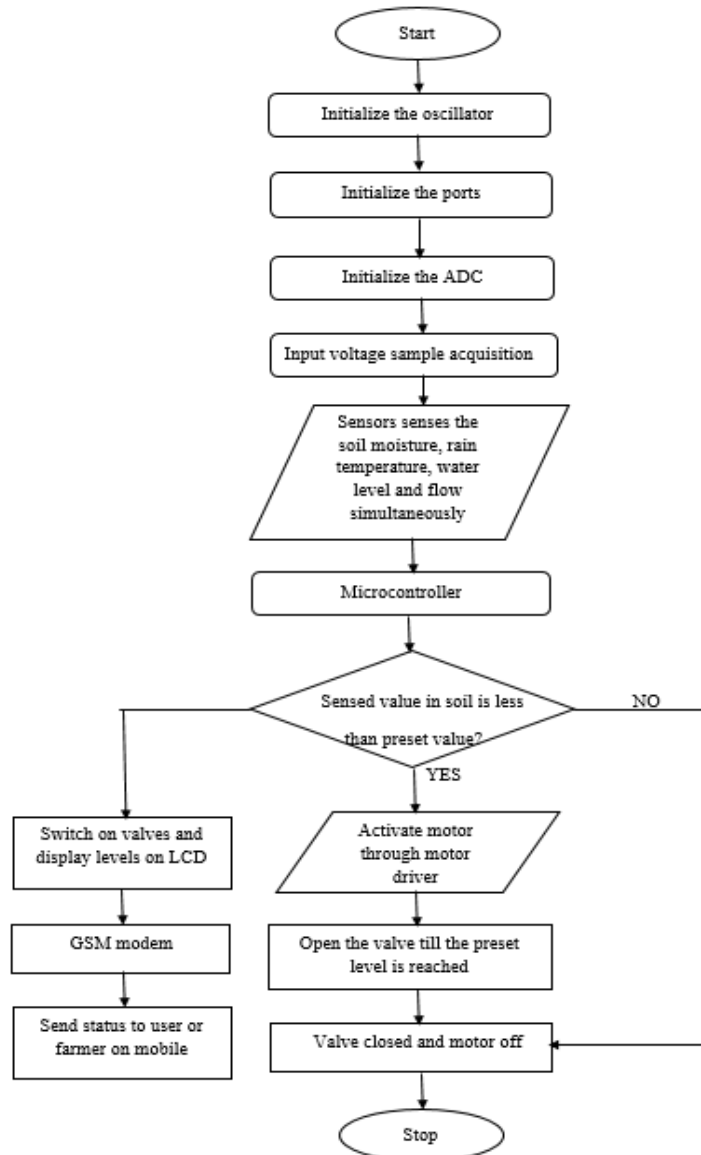 Start
Initialize the oscillator
Initialize the ports
Initialize the ADC
Input voltage sample acquisition
Sensors senses the
soil moisture, rain
temperature, water
level and flow
simultaneously
Microcontroller
Sensed value in soil is less
than preset value?
NO
YES
Switch on valves and
display levels on LCD
GSM modem
Send status to user or
farmer on mobile
Activate motor
through motor
driver
Open the valve till the preset
level is reached
Valve closed and motor off
Stop